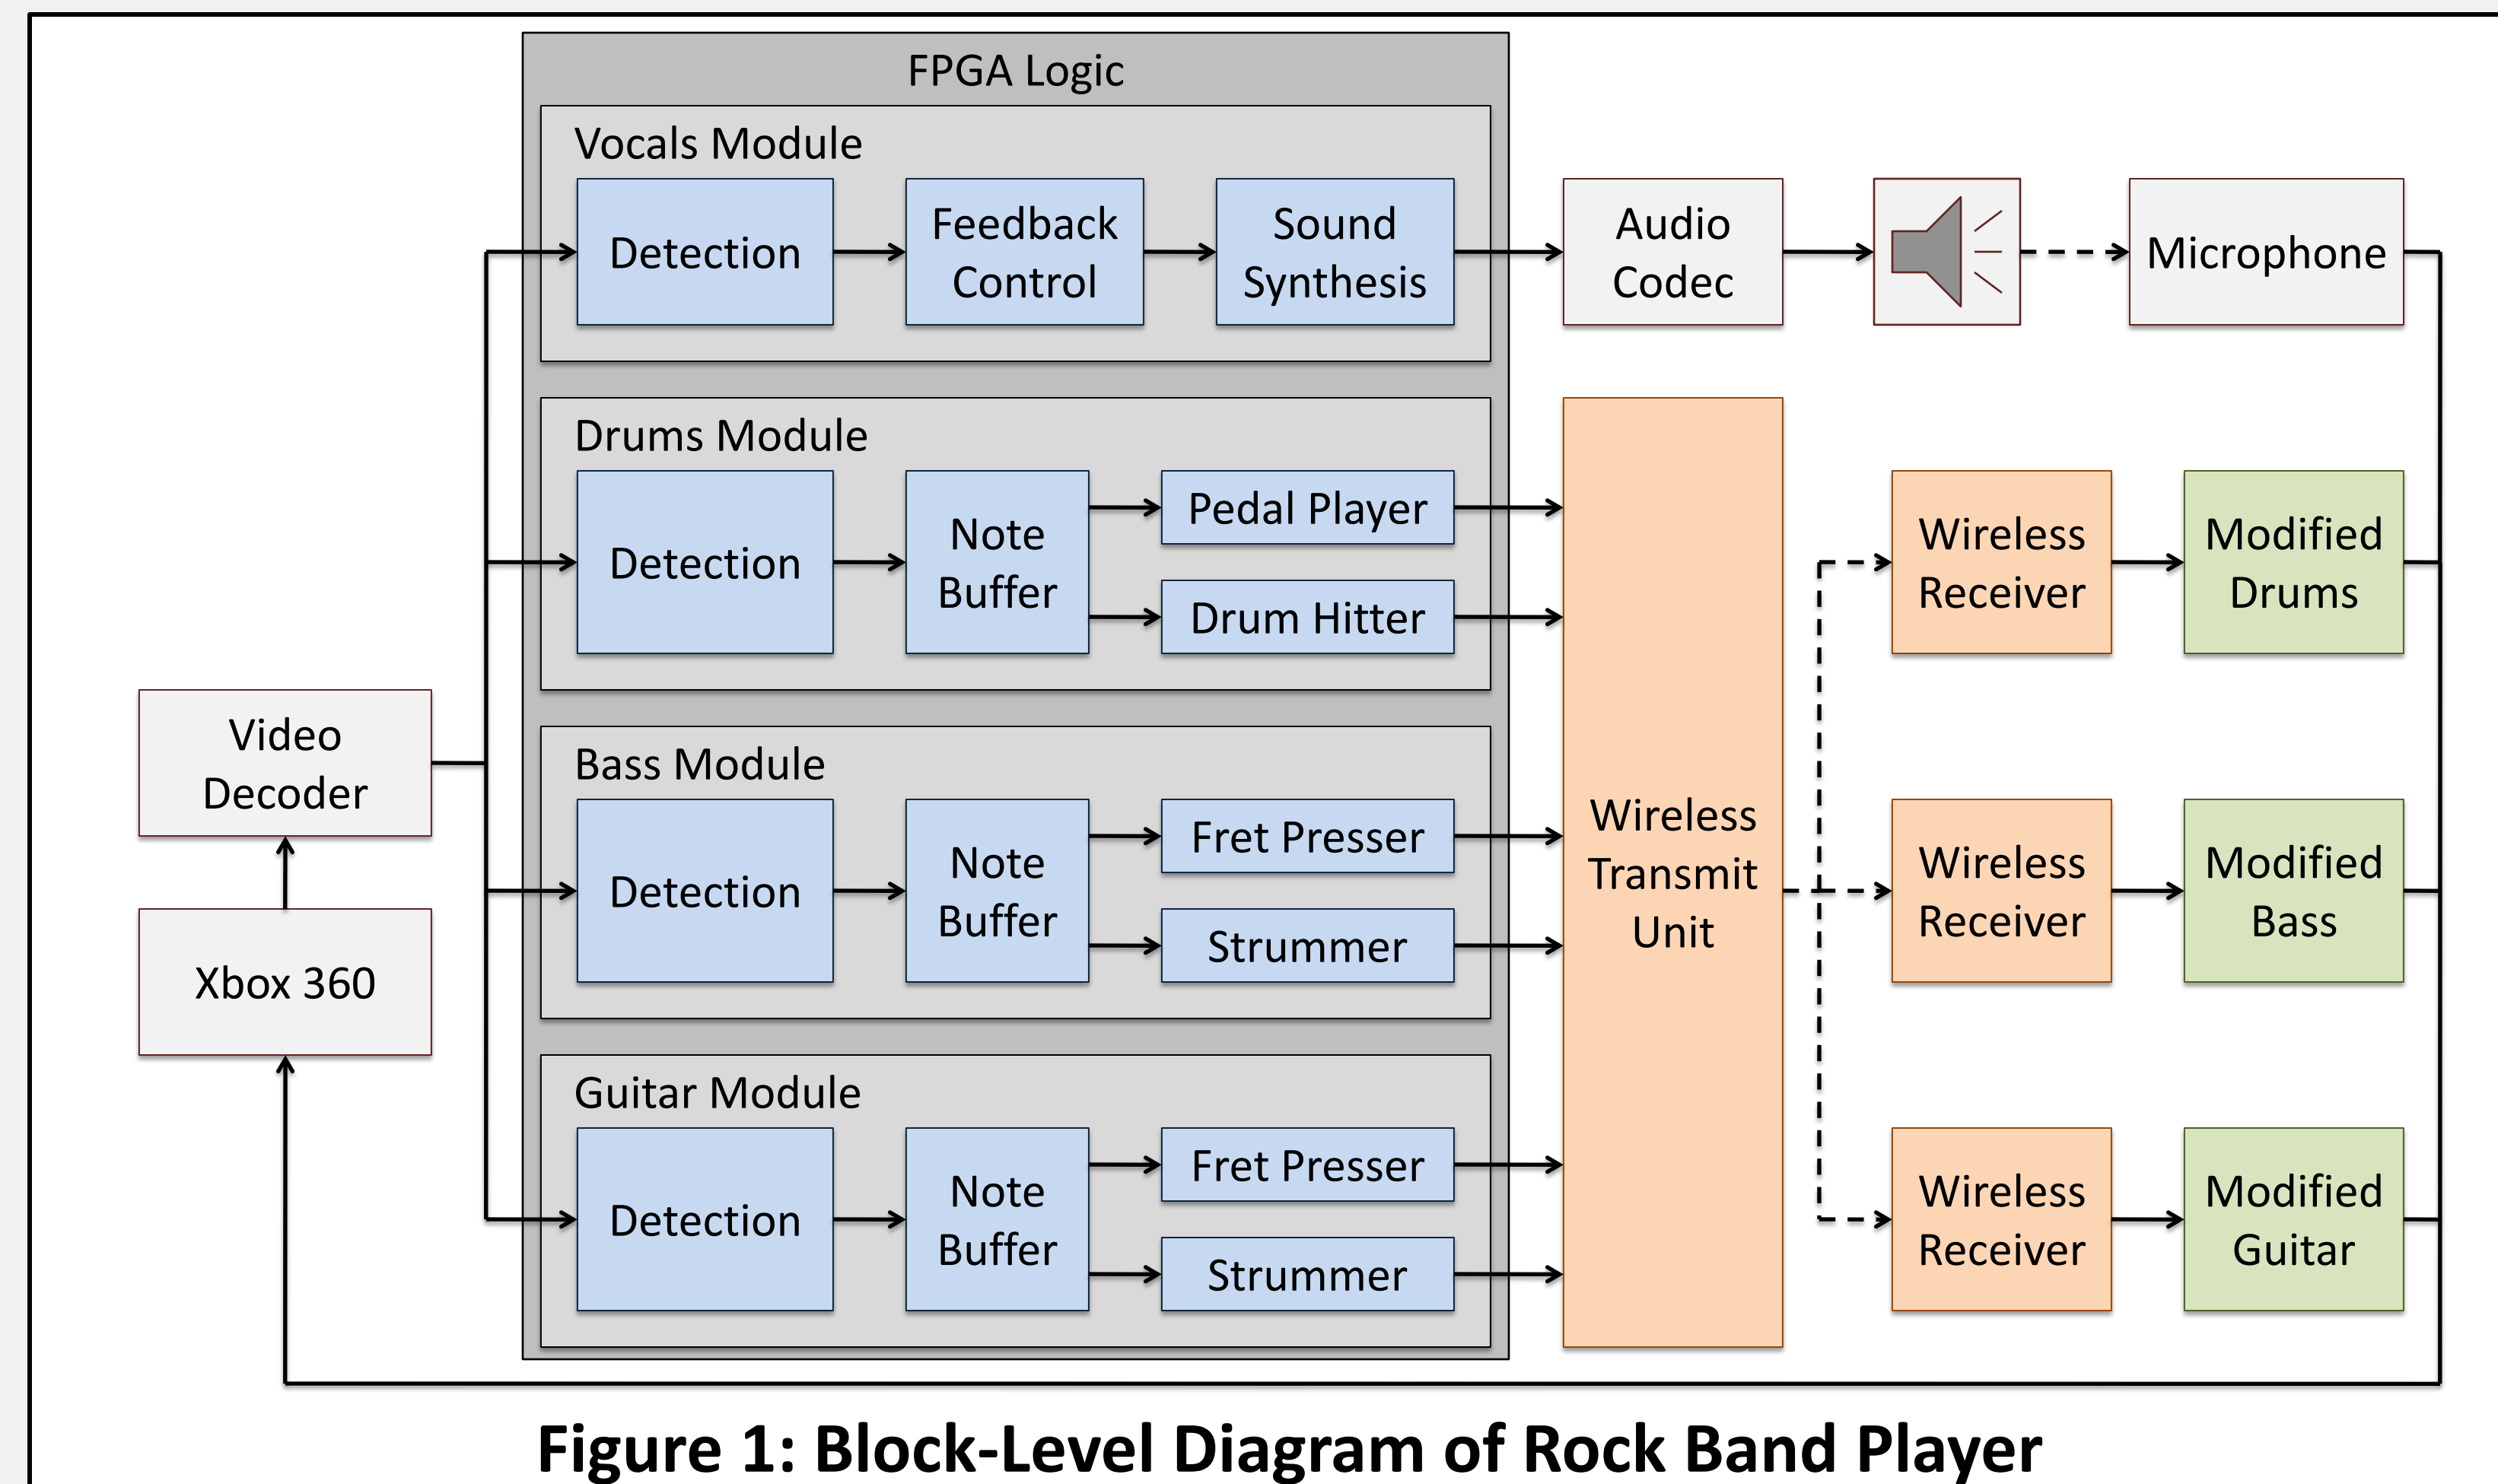 FPGA Logic
Vocals Module
Detection
Feedback
Control
Sound
Synthesis
Audio
Codec
Microphone
Drums Module
Detection
Note
Buffer
Pedal Player
Drum Hitter
Wireless
Receiver
Modified
Drums
Video
Decoder
Xbox 360
Bass Module
Detection
Note
Buffer
Fret Presser
Strummer
Wireless
Transmit
Unit
Wireless
Receiver
Modified
Bass
Guitar Module
Detection
Note
Buffer
Fret Presser
Strummer
Wireless
Receiver
Modified
Guitar
Figure 1: Block-Level Diagram of Rock Band Player